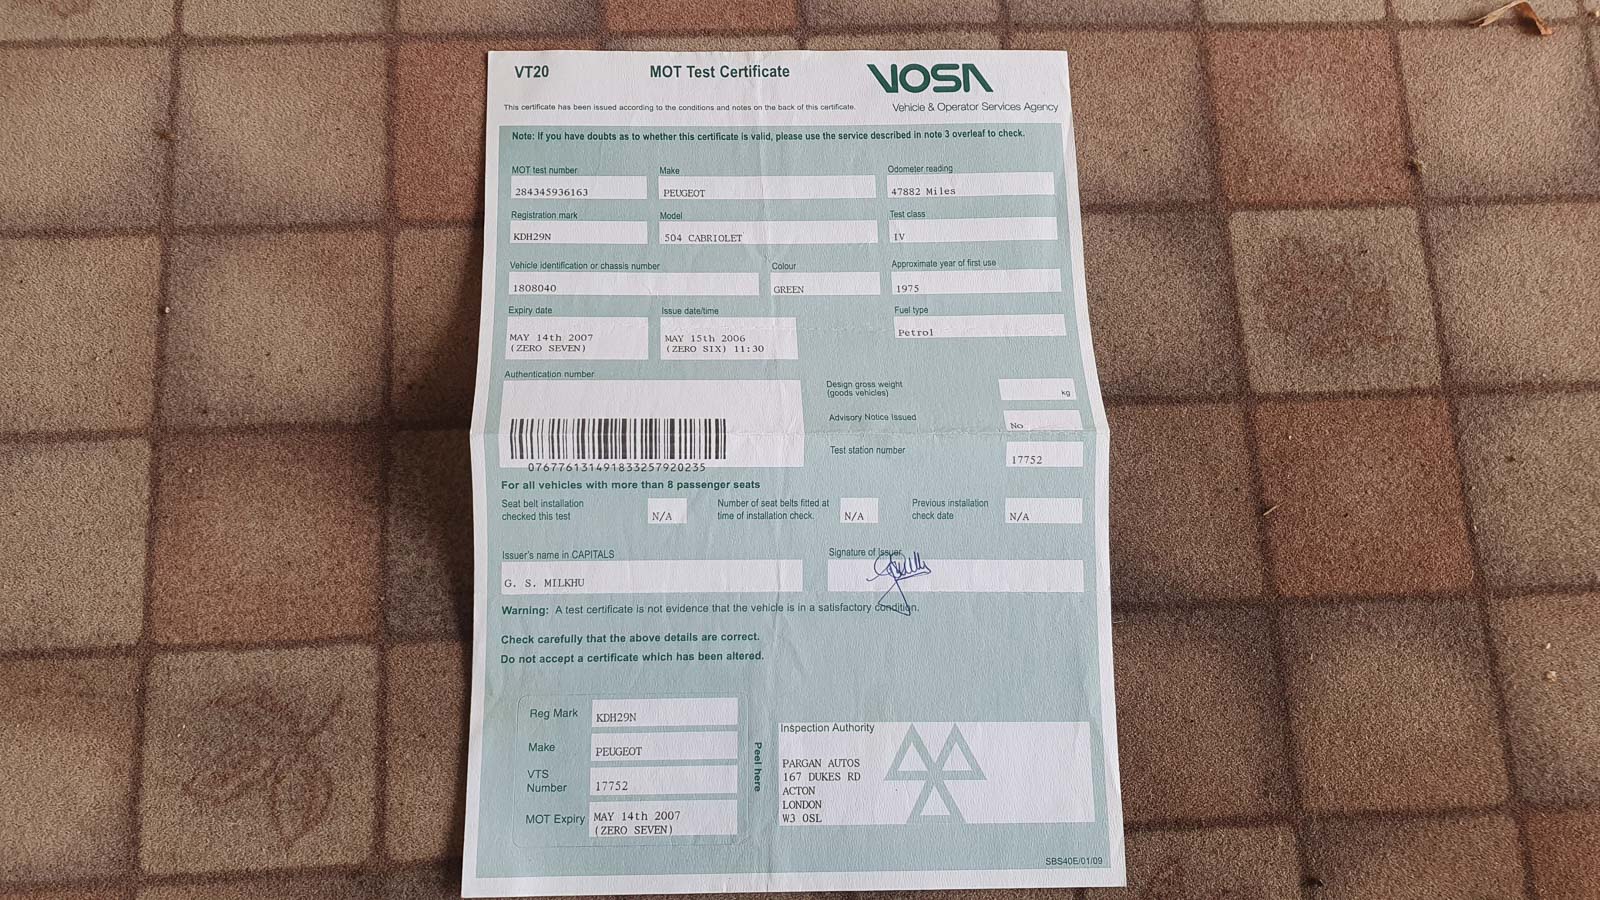 VT20
MOT Test Certificate
VOSA
Vehicle & Operator Services Agency
This certificate has been issued according to the conditions and notes on the back of this certificate.
Note: If you have doubts as to whether this certificate is valid, please use the service described in note 3 overleaf to check.
MOT test number
284345936163
Make
PEUGEOT
Odometer reading
47882 Miles
Registration mark
KDH29N
Model
504 CABRIOLET
Test class
IV
Vehicle identification or chassis number
1808040
Colour
GREEN
Approximate year of first use
1975
Expiry date
MAY 14th 2007
(ZERO SEVEN)
Issue date/time
MAY 15th 2006
(ZERO SIX) 11:30
Fuel type
Petrol
Authentication number
076776131491833257920235
Design gross weight
(goods vehicles)
kg
Advisory Notice Issued
No
Test station number
17752
For all vehicles with more than 8 passenger seats
Seat belt installation
checked this test
N/A
Number of seat belts fitted at
time of installation check.
N/A
Previous installation
check date
N/A
Issuer's name in CAPITALS
G. S. MILKHU
Signature of Issuer
Warning: A test certificate is not evidence that the vehicle is in a satisfactory condition.
Check carefully that the above details are correct.
Do not accept a certificate which has been altered.
Reg Mark
KDH29N
Make
PEUGEOT
VTS
Number
17752
MOT Expiry
MAY 14th 2007
(ZERO SEVEN)
Peel here
Inspection Authority
PARGAN AUTOS
167 DUKES RD
ACTON
LONDON
W3 0SL
SBS40E/01/09